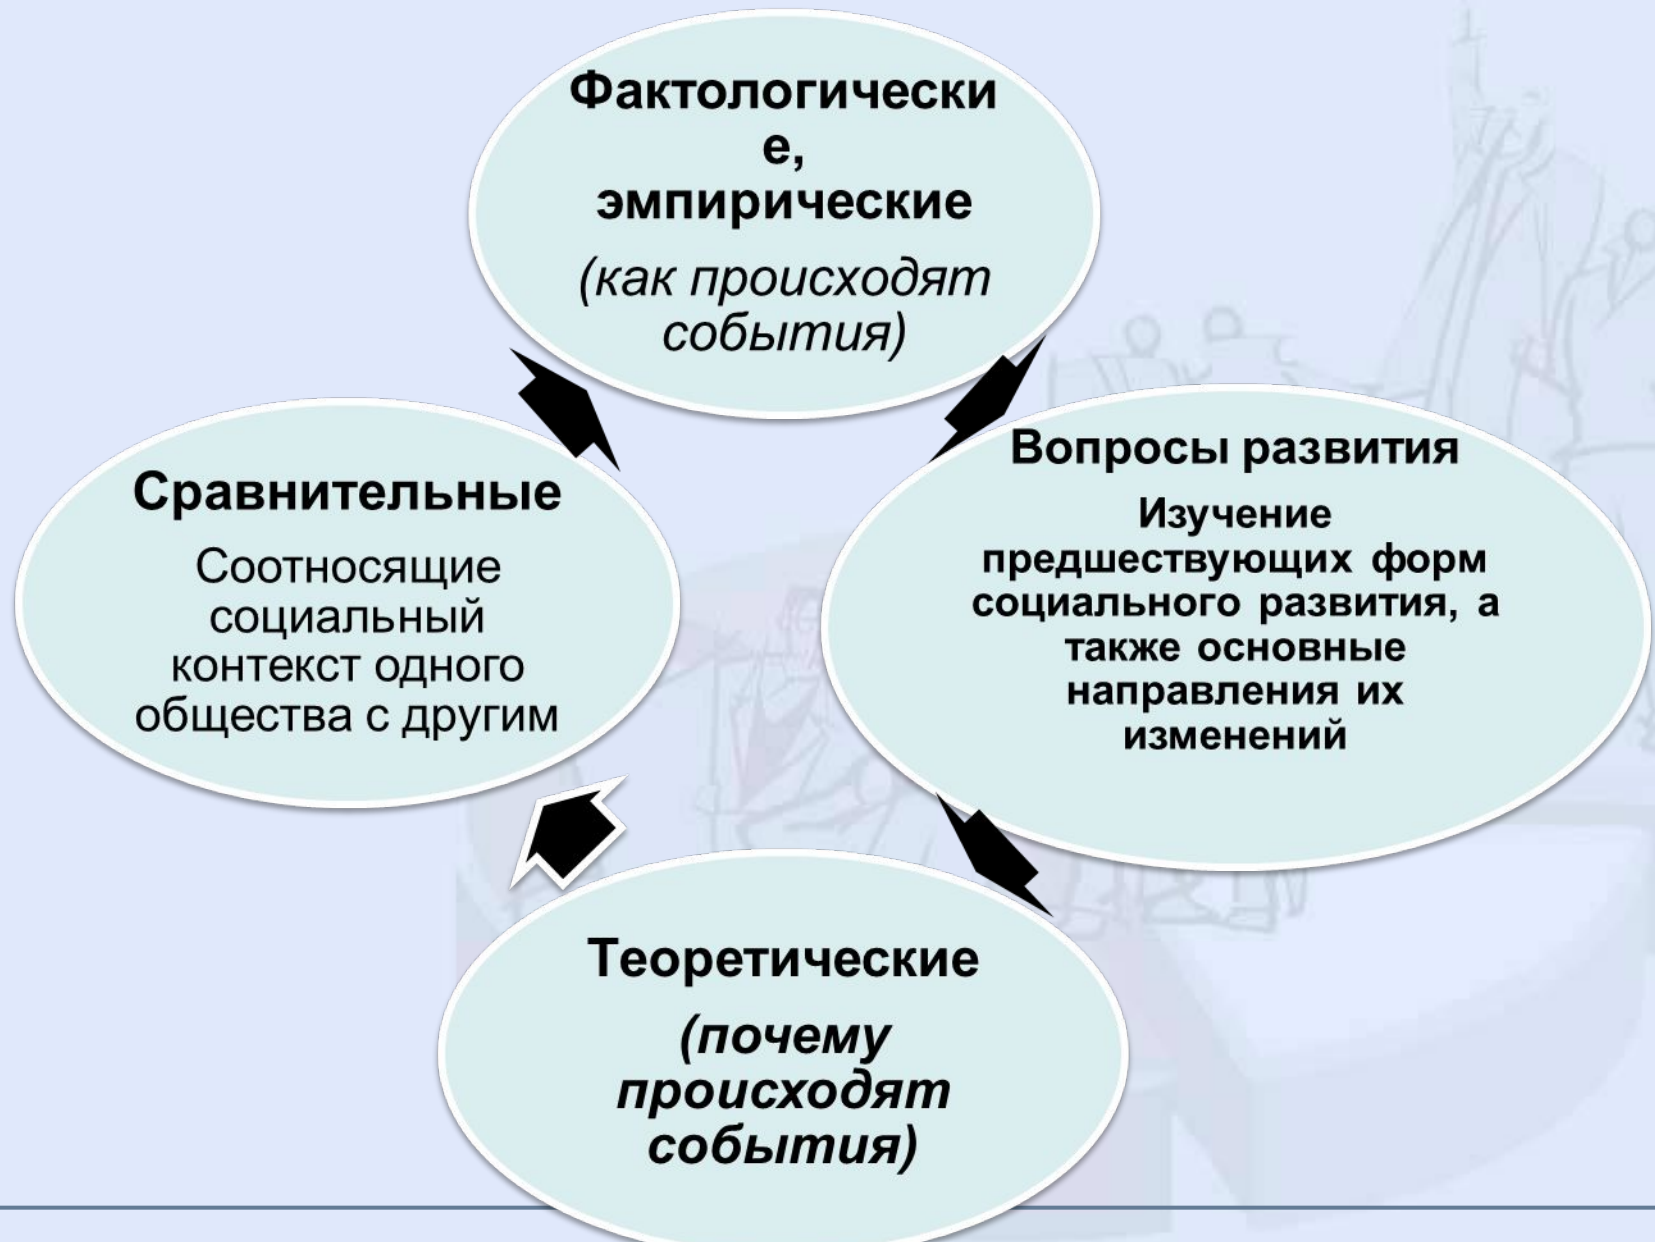 Фактологически
е,
эмпирические
(как происходят
события)
Сравнительные
Соотносящие
социальный
контекст одного
общества с другим
Вопросы развития
Изучение
предшествующих форм
социального развития, а
также основные
направления их
изменений
Теоретические
(почему
происходят
события)